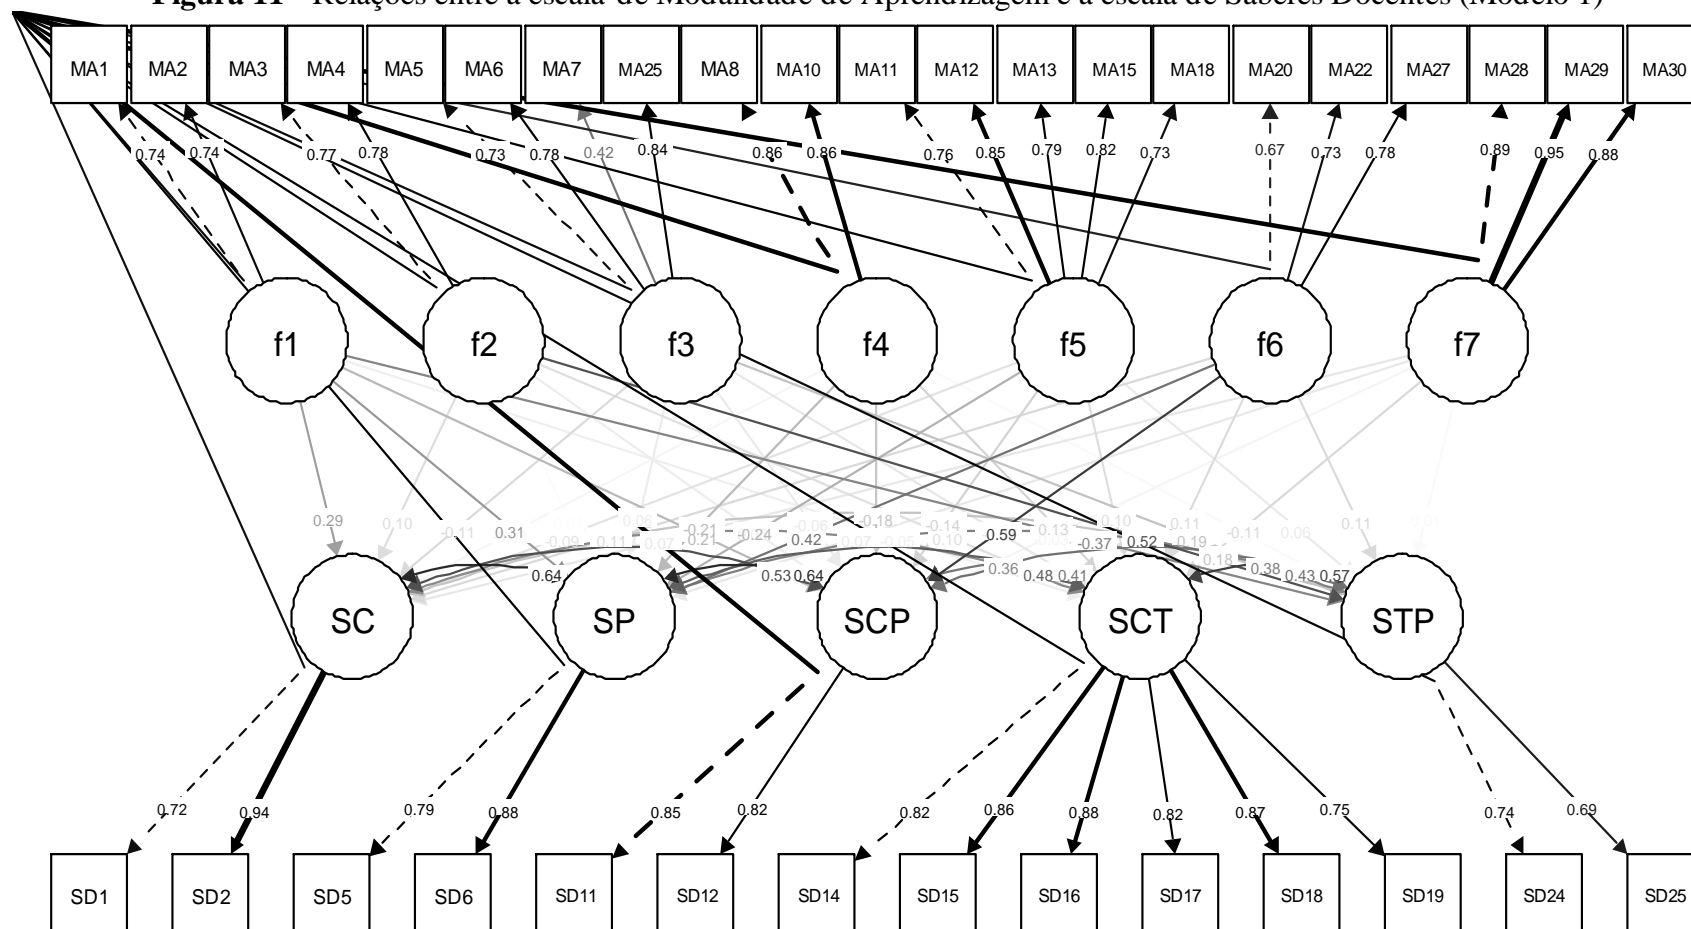 Figura 11 - Relações entre a escala de Modalidade de Aprendizagem e a escala de Saberes Docentes (Modelo 1)
MA1 MA2 MA3 MA4 MA5 MA6 MA7 MA25 MA8 MA10 MA11 MA12 MA13 MA15 MA18 MA20 MA22 MA27 MA28 MA29 MA30
0.74 0.74 0.77 0.78 0.73 0.78 0.42 0.84 0.86 0.86 0.76 0.85 0.79 0.82 0.73 0.67 0.73 0.78 0.89 0.95 0.88
f1 f2 f3 f4 f5 f6 f7
0.29 0.10 -0.11 0.31 0.06 -0.21 -0.24 -0.06 -0.18 -0.14 0.59 0.13 0.10 0.11 -0.11 0.06 0.11 0.01
-0.09 0.11 0.07 0.21 0.42 0.07 -0.05 0.10 -0.37 0.52 0.19
0.64 0.53 0.64 0.36 0.48 0.41 0.18 0.38 0.43 0.57
SC SP SCP SCT STP
0.72 0.94 0.79 0.88 0.85 0.82 0.82 0.86 0.88 0.82 0.87 0.75 0.74 0.69
SD1 SD2 SD5 SD6 SD11 SD12 SD14 SD15 SD16 SD17 SD18 SD19 SD24 SD25